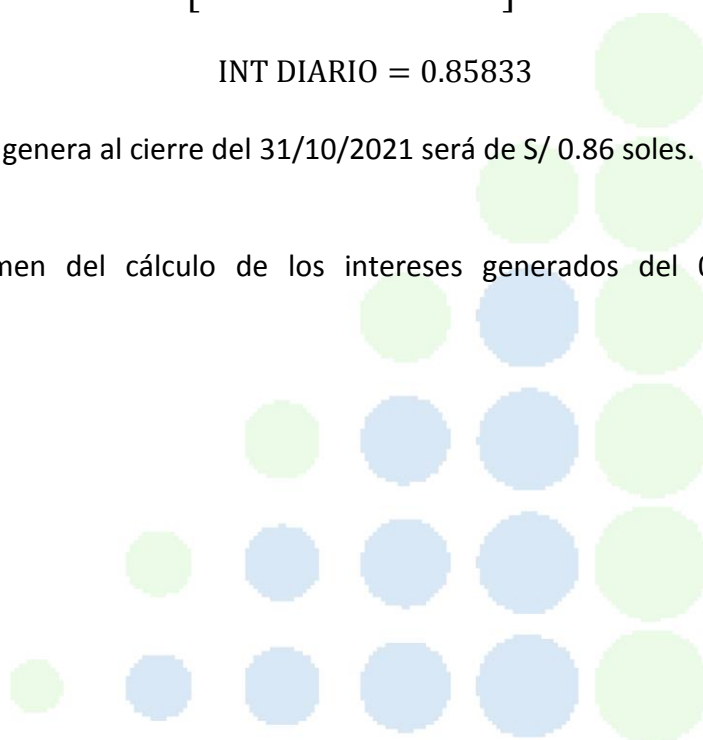 [ ]
INT DIARIO = 0.85833
genera al cierre del 31/10/2021 será de S/ 0.86 soles.
men del cálculo de los intereses generados del 0